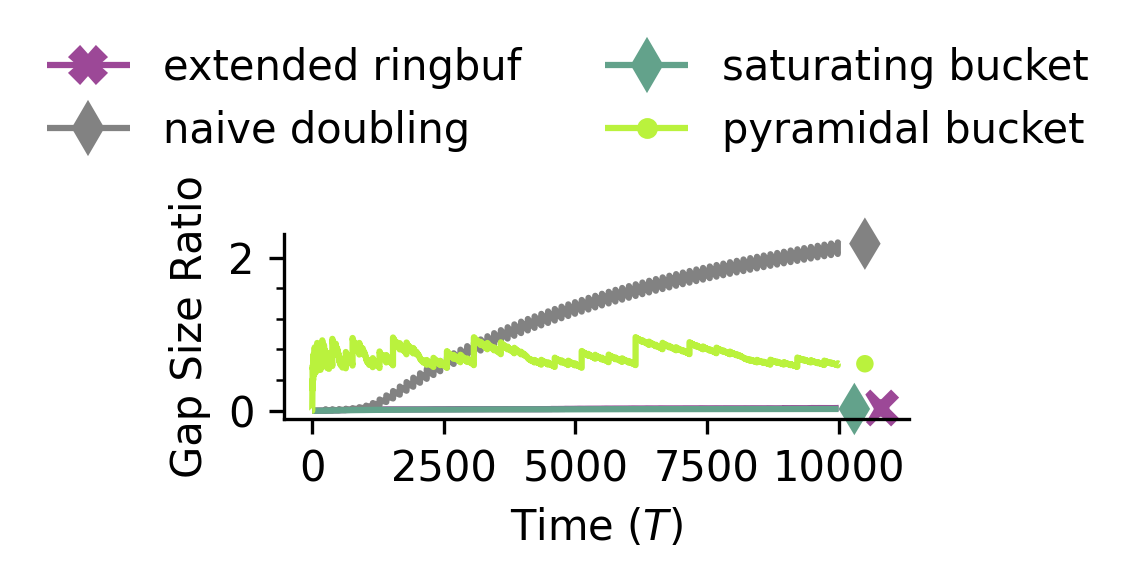 extended ringbuf
saturating bucket
naive doubling
pyramidal bucket
Gap Size Ratio
2
0
0 2500 5000 7500 10000
Time (T)